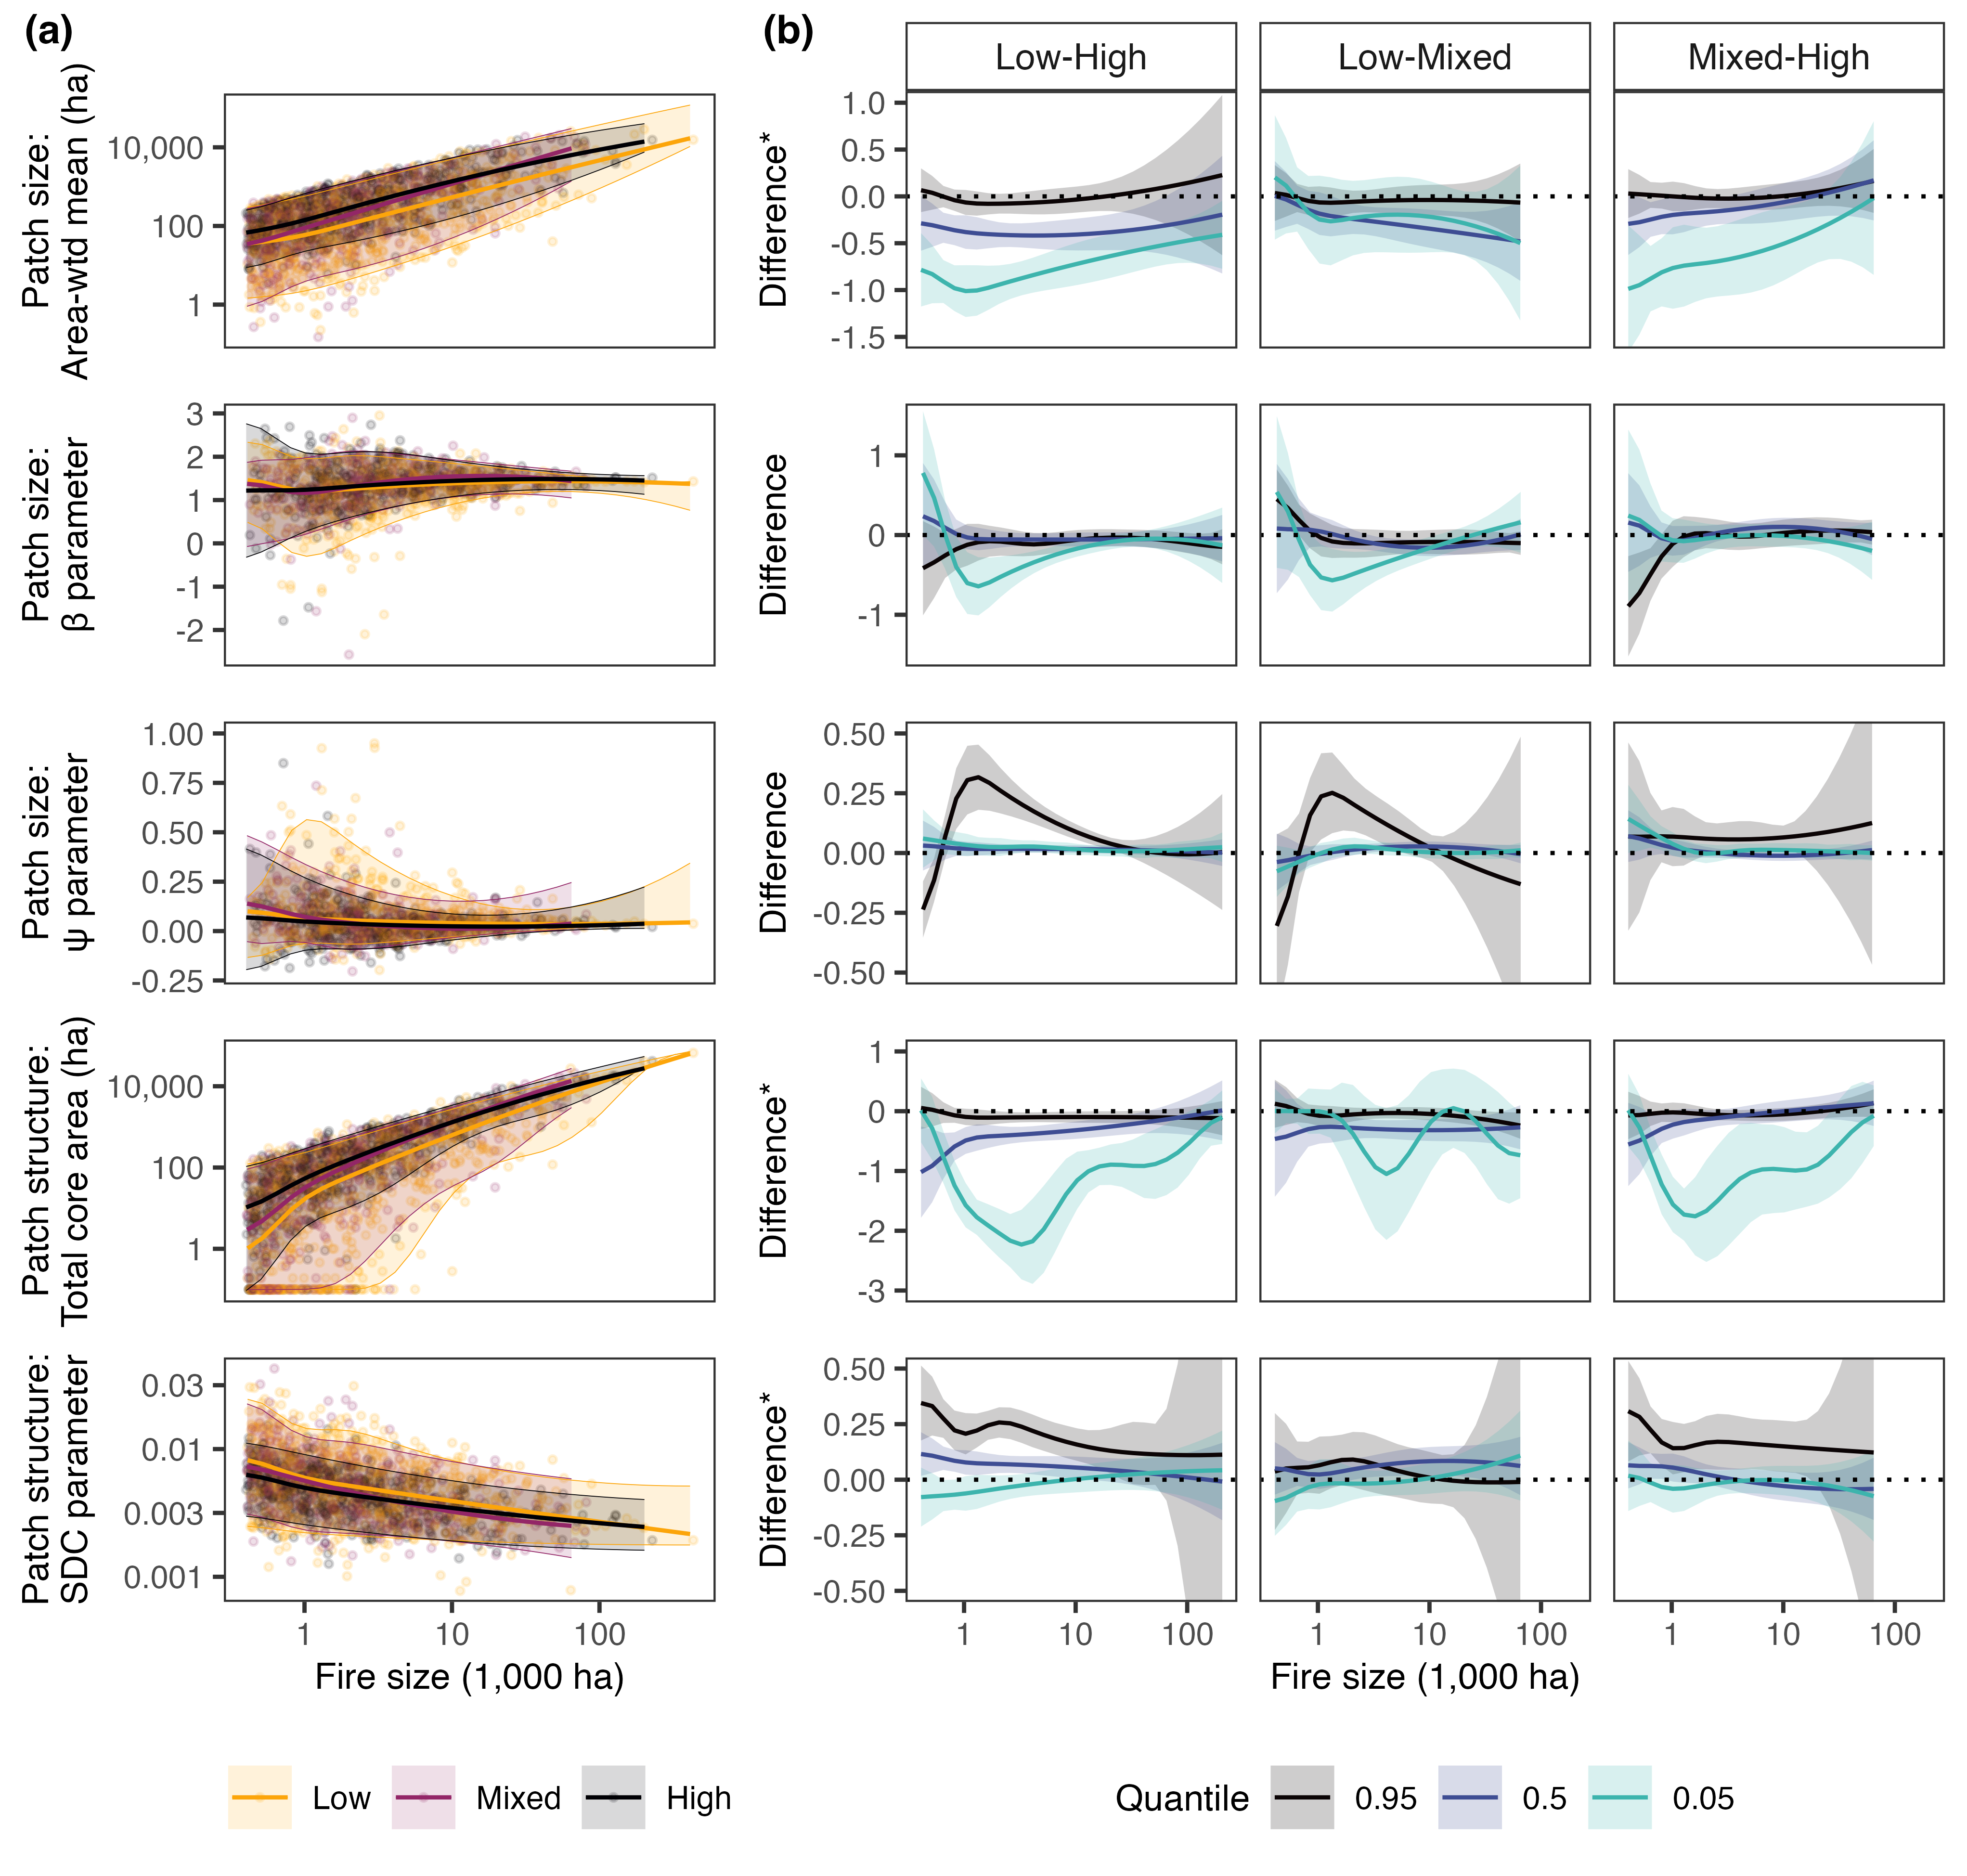 (a)
(b)
Low-High
Low-Mixed
Mixed-High
Patch size:
Area-wtd mean (ha)
10,000
100
1
Difference*
1.0
0.5
0.0
-0.5
-1.0
-1.5
Patch size:
β parameter
3
2
1
0
-1
-2
Difference
1
0
-1
Patch size:
Ψ parameter
1.00
0.75
0.50
0.25
0.00
-0.25
Difference
0.50
0.25
0.00
-0.25
-0.50
Patch structure:
Total core area (ha)
10,000
100
1
Difference*
1
0
-1
-2
-3
Patch structure:
SDC parameter
0.03
0.01
0.003
0.001
Difference*
0.50
0.25
0.00
-0.25
-0.50
1 10 100
1 10 100
1 10 100
1 10 100
Fire size (1,000 ha)
Fire size (1,000 ha)
Low Mixed High
Quantile 0.95 0.5 0.05